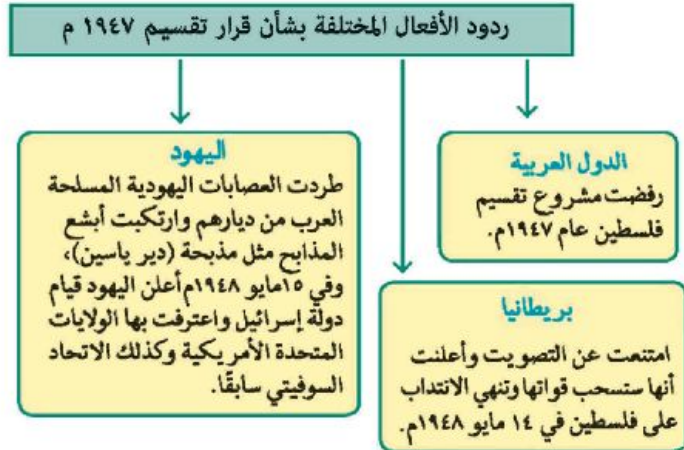 ردود الأفعال المختلفة بشأن قرار تقسيم ١٩٤٧ م
الدول العربية
رفضت مشروع تقسيم
فلسطين عام ١٩٤٧م.
بريطانيا
امتنعت عن التصويت وأعلنت
أنها ستسحب قواتها وتنهي الانتداب
على فلسطين في ١٤ مايو ١٩٤٨م.
اليهود
طردت العصابات اليهودية المسلحة
العرب من ديارهم وارتكبت أبشع
المذابح مثل مذبحة (دير ياسين)،
وفي ١٥مايو ١٩٤٨م أعلن اليهود قيام
دولة إسرائيل واعترفت بها الولايات
المتحدة الأمريكية وكذلك الاتحاد
السوفيتي سابقًا.